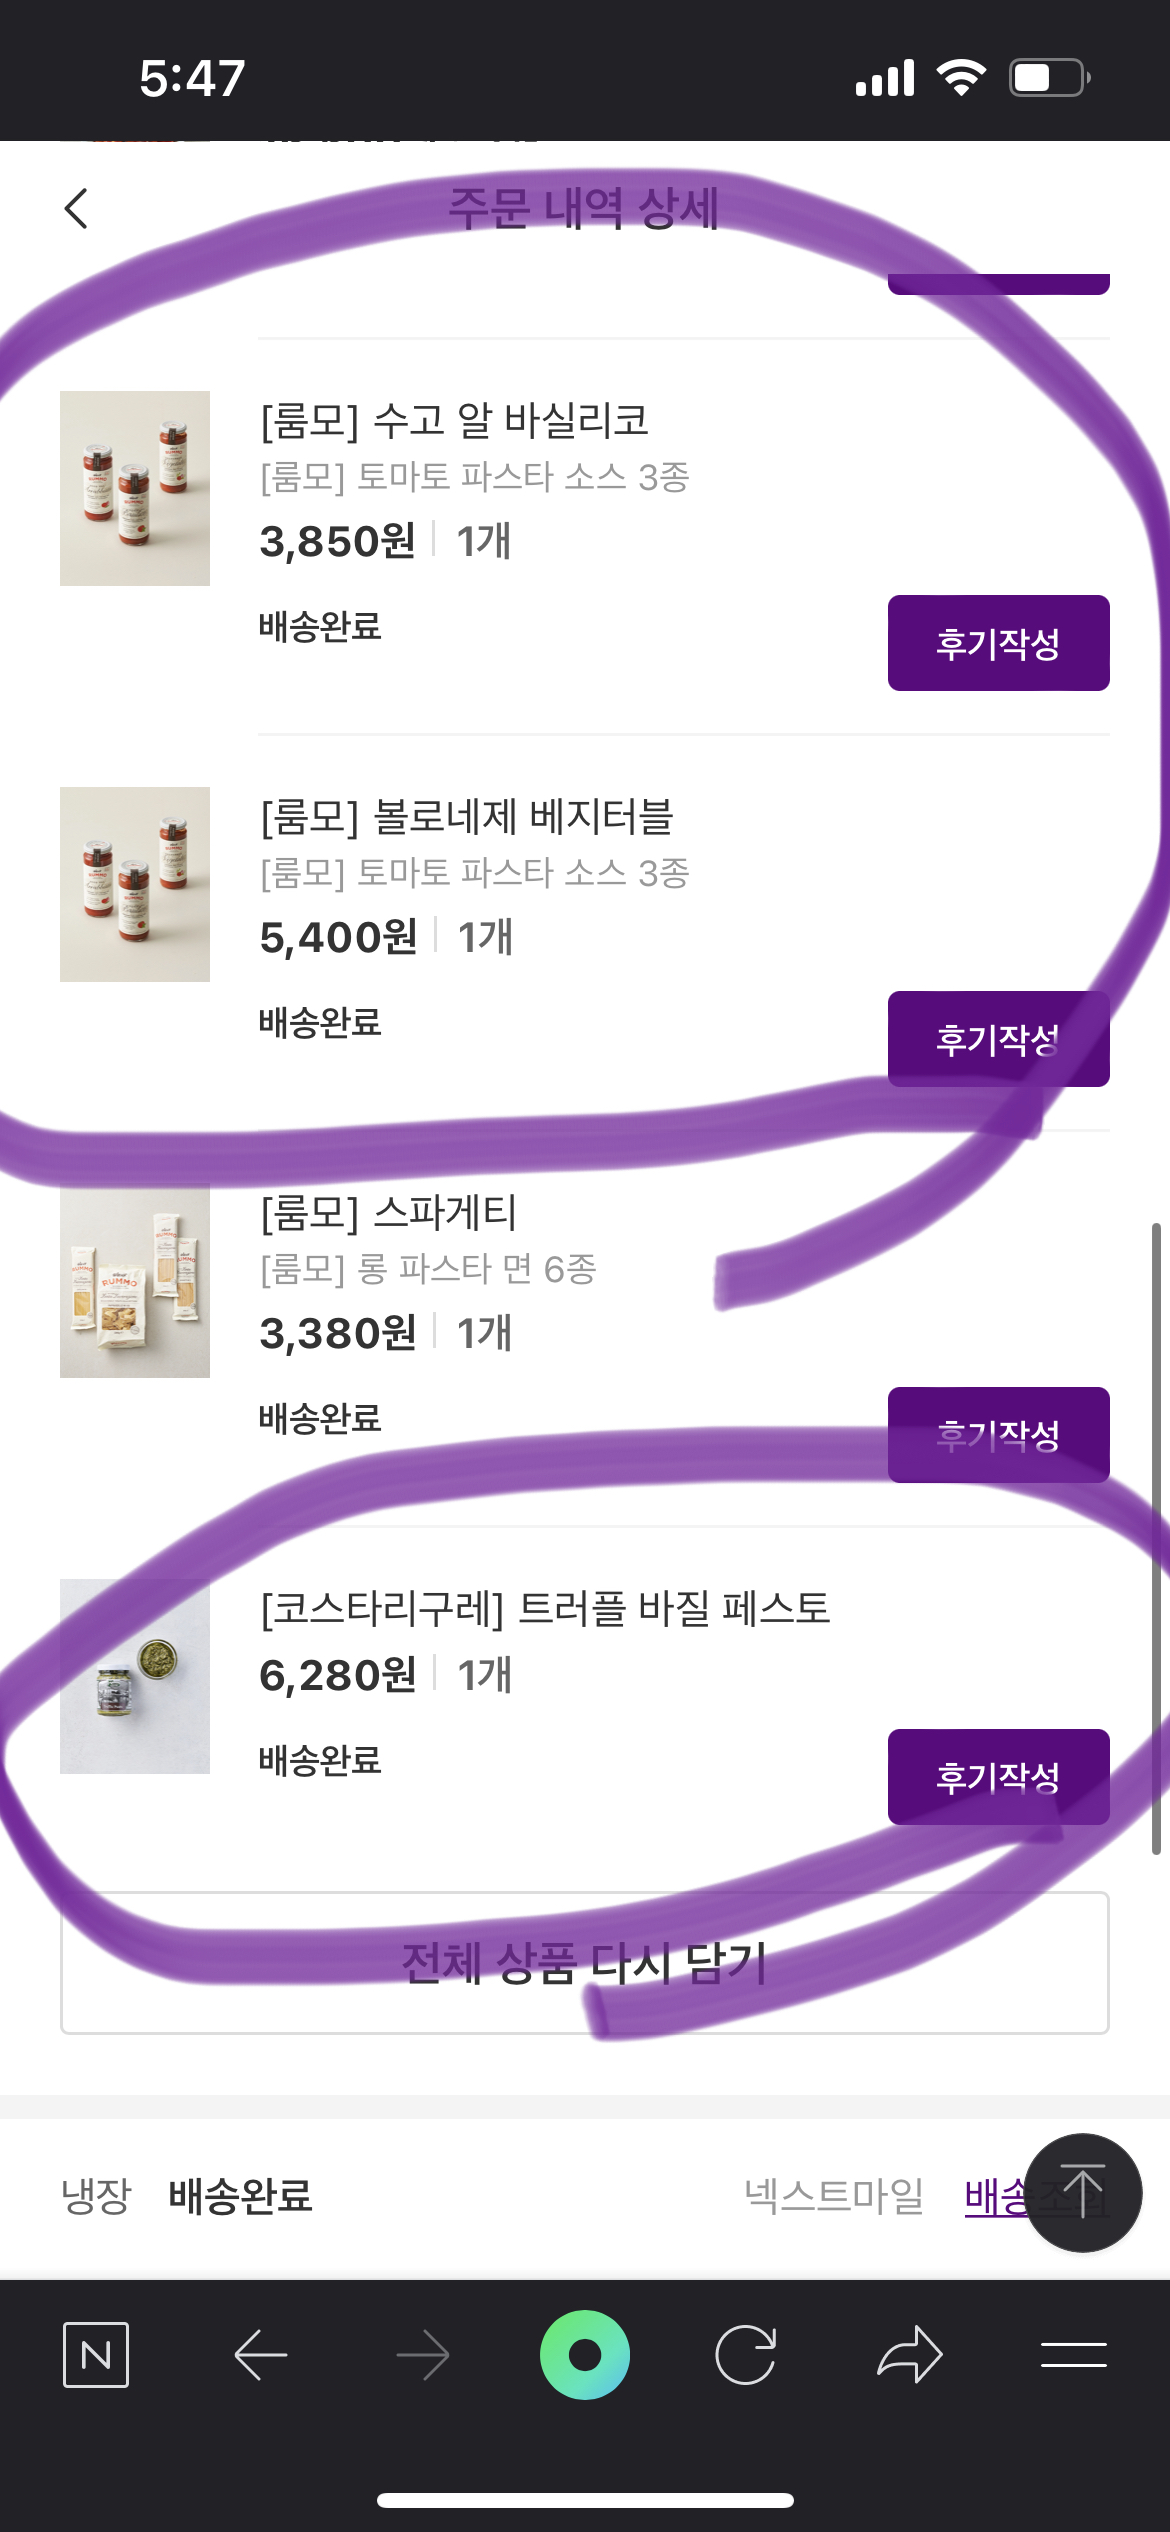 5:47
주문 내역 상세
[룸모] 수고 알 바실리코
[룸모] 토마토 파스타 소스 3종
3,850원 1개
배송완료
후기작성
[룸모] 볼로네제 베지터블
[룸모] 토마토 파스타 소스 3종
5,400원 1개
배송완료
후기작성
[룸모] 스파게티
[룸모] 롱 파스타 면 6종
RUMMO
3,380원 1개
배송완료
후기작성
[코스타리구레] 트러플 바질 페스토
6,280원 1개
배송완료
후기작성
전체 상품 다시 담기
냉장 배송완료 넥스트마일 배송조회
N